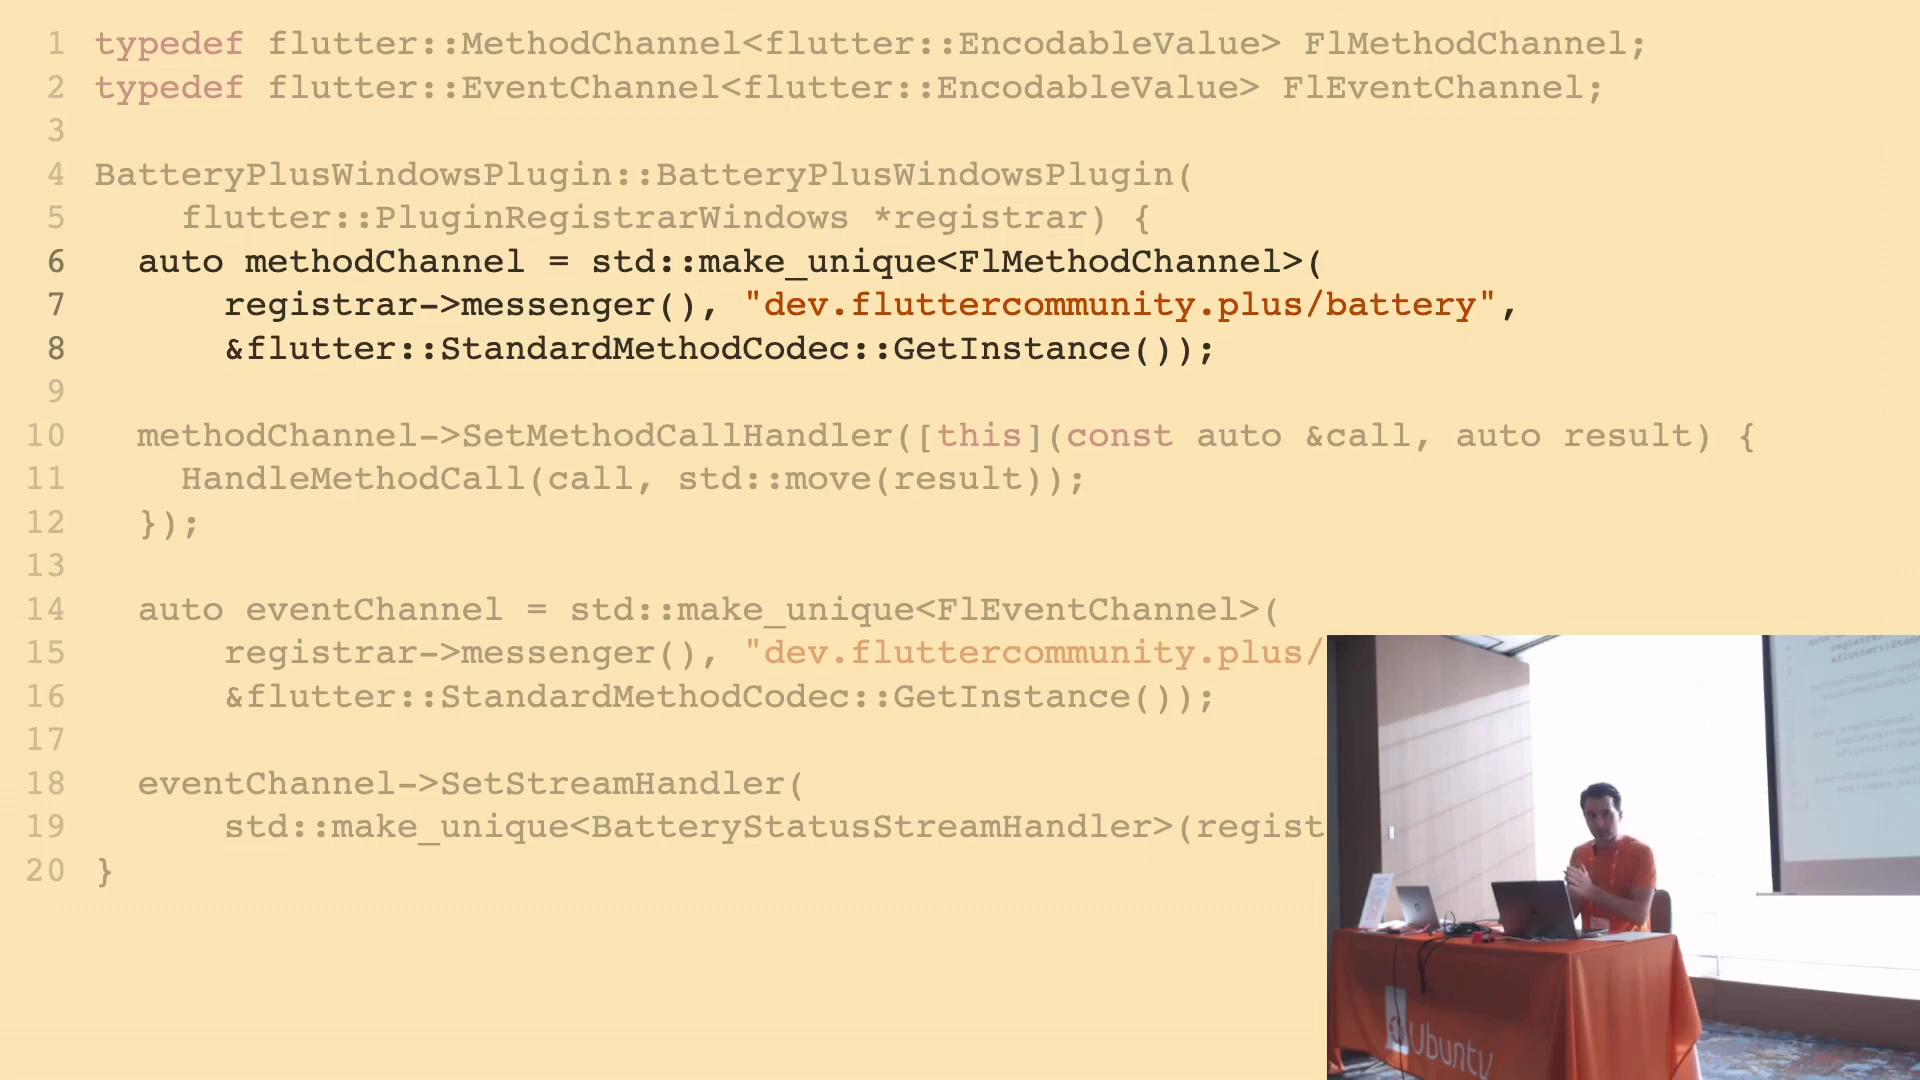 1 typedef flutter::MethodChannel<flutter::EncodableValue> FlMethodChannel;
2 typedef flutter::EventChannel<flutter::EncodableValue> FlEventChannel;
3
4 BatteryPlusWindowsPlugin::BatteryPlusWindowsPlugin(
5 flutter::PluginRegistrarWindows *registrar) {
6 auto methodChannel = std::make_unique<FlMethodChannel>(
7 registrar->messenger(), "dev.fluttercommunity.plus/battery",
8 &flutter::StandardMethodCodec::GetInstance());
9
10 methodChannel->SetMethodCallHandler([this](const auto &call, auto result) {
11 HandleMethodCall(call, std::move(result));
12 });
13
14 auto eventChannel = std::make_unique<FlEventChannel>(
15 registrar->messenger(), "dev.fluttercommunity.plus/
16 &flutter::StandardMethodCodec::GetInstance());
17
18 eventChannel->SetStreamHandler(
19 std::make_unique<BatteryStatusStreamHandler>(regist
20 }
Ubuntu